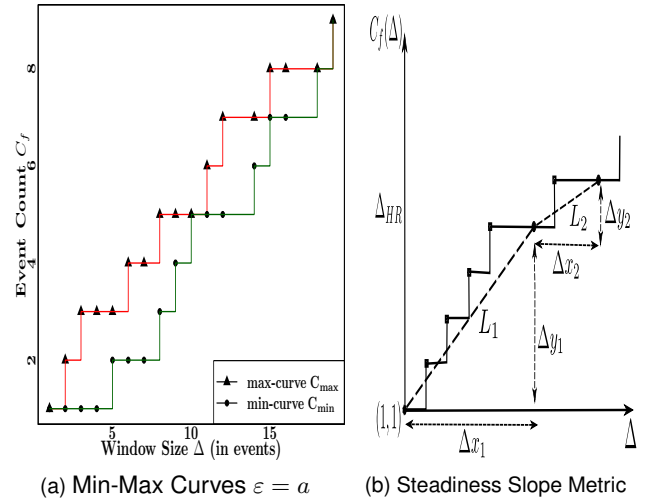 Event Count C_f
8
6
4
2
5
10
15
Window Size Δ (in events)
max-curve C_max
min-curve C_min
(a) Min-Max Curves ε = a
C_f(Δ)
Δ_HR
(1,1)
L_1
L_2
Δy_2
Δx_2
Δy_1
Δx_1
Δ
(b) Steadiness Slope Metric